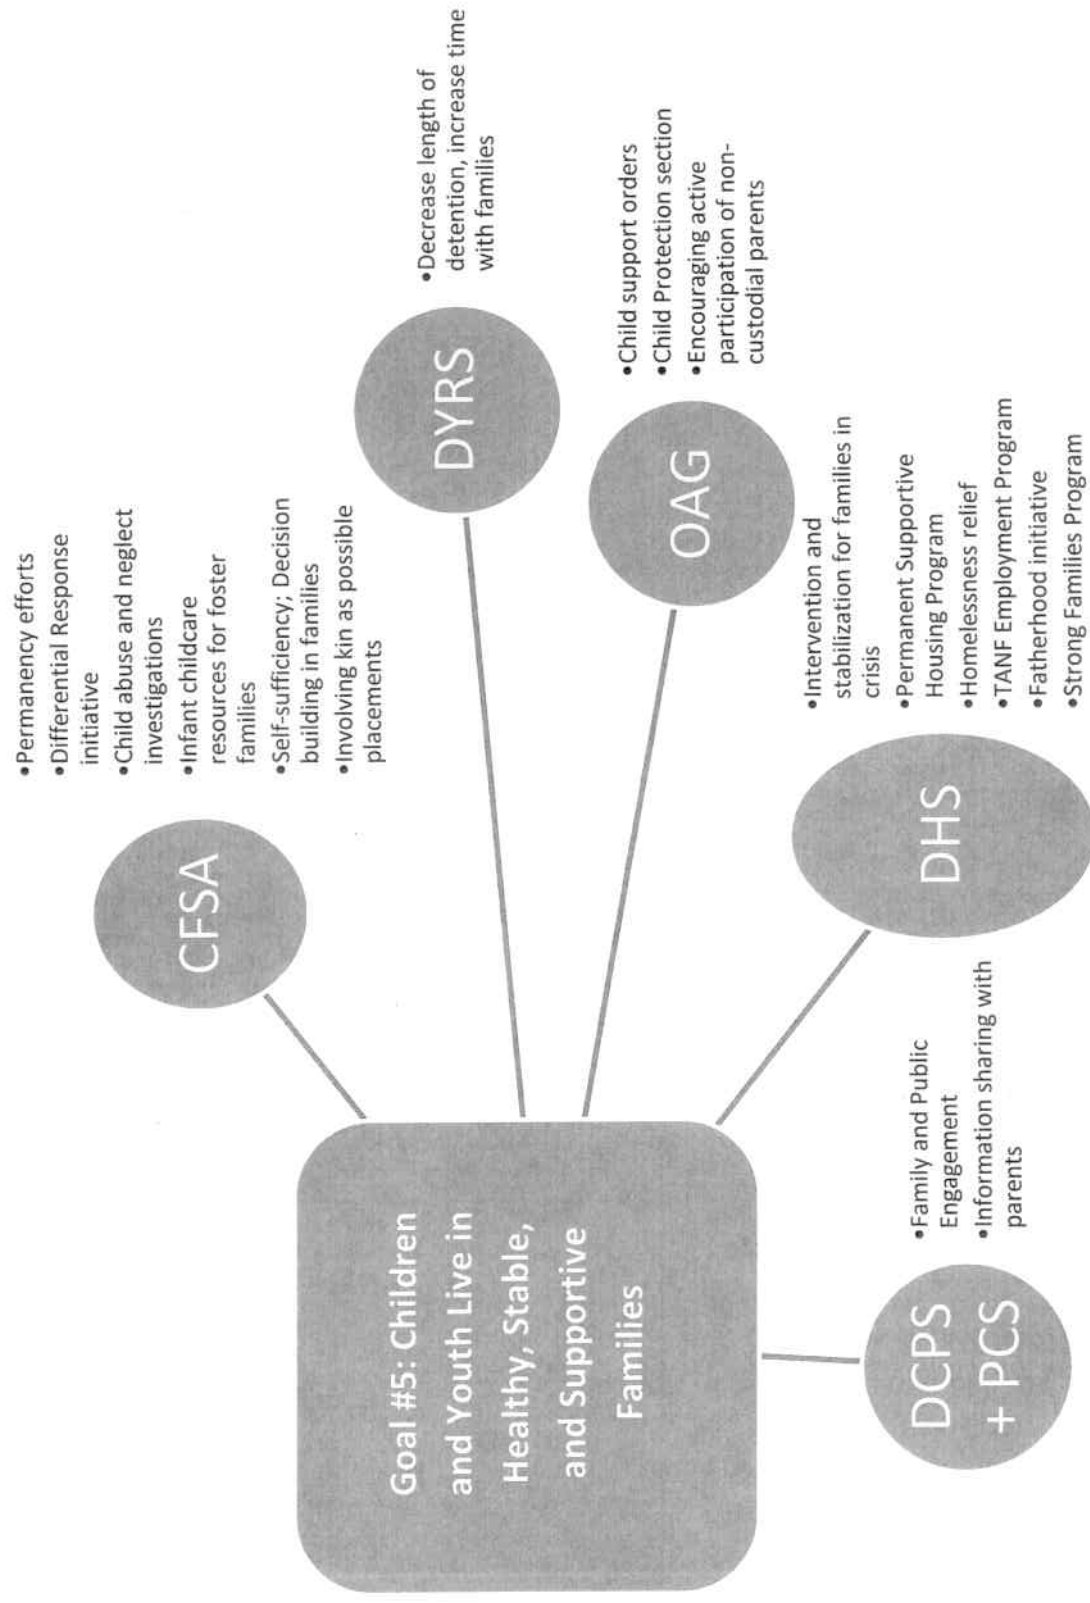 Goal #5: Children
and Youth Live in
Healthy, Stable,
and Supportive
Families
CFSA
•Permanency efforts
•Differential Response
initiative
•Child abuse and neglect
investigations
•Infant childcare
resources for foster
families
•Self-sufficiency; Decision
building in families
•Involving kin as possible
placements
DYRS
•Decrease length of
detention, increase time
with families
OAG
•Child support orders
•Child Protection section
•Encouraging active
participation of non-
custodial parents
DHS
•Intervention and
stabilization for families in
crisis
•Permanent Supportive
Housing Program
•Homelessness relief
•TANF Employment Program
•Fatherhood initiative
•Strong Families Program
DCPS
+ PCS
•Family and Public
Engagement
•Information sharing with
parents